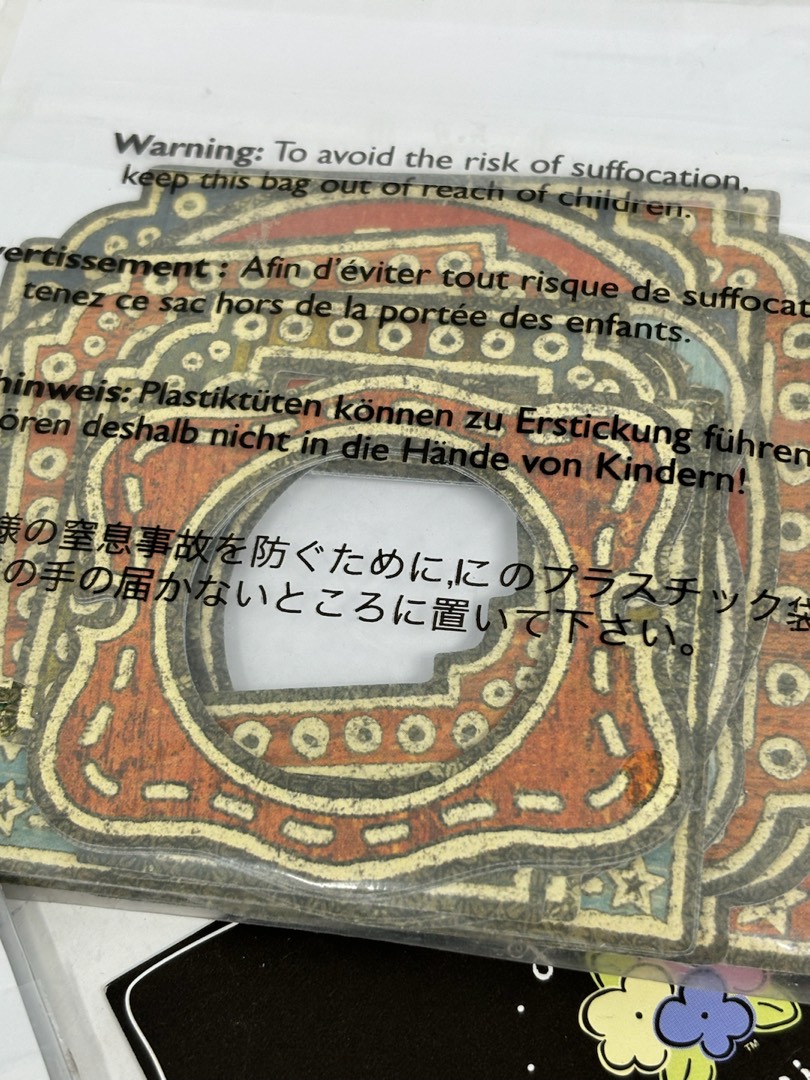 Warning: To avoid the risk of suffocation,
keep this bag out of reach of children.
vertissement : Afin d'éviter tout risque de suffocat
tenez ce sac hors de la portée des enfants.
hinweis: Plastiktüten können zu Erstickung führen
ören deshalb nicht in die Hände von Kindern!
様の窒息事故を防ぐために,にのプラスチック袋
の手の届かないところに置いて下さい。
TM